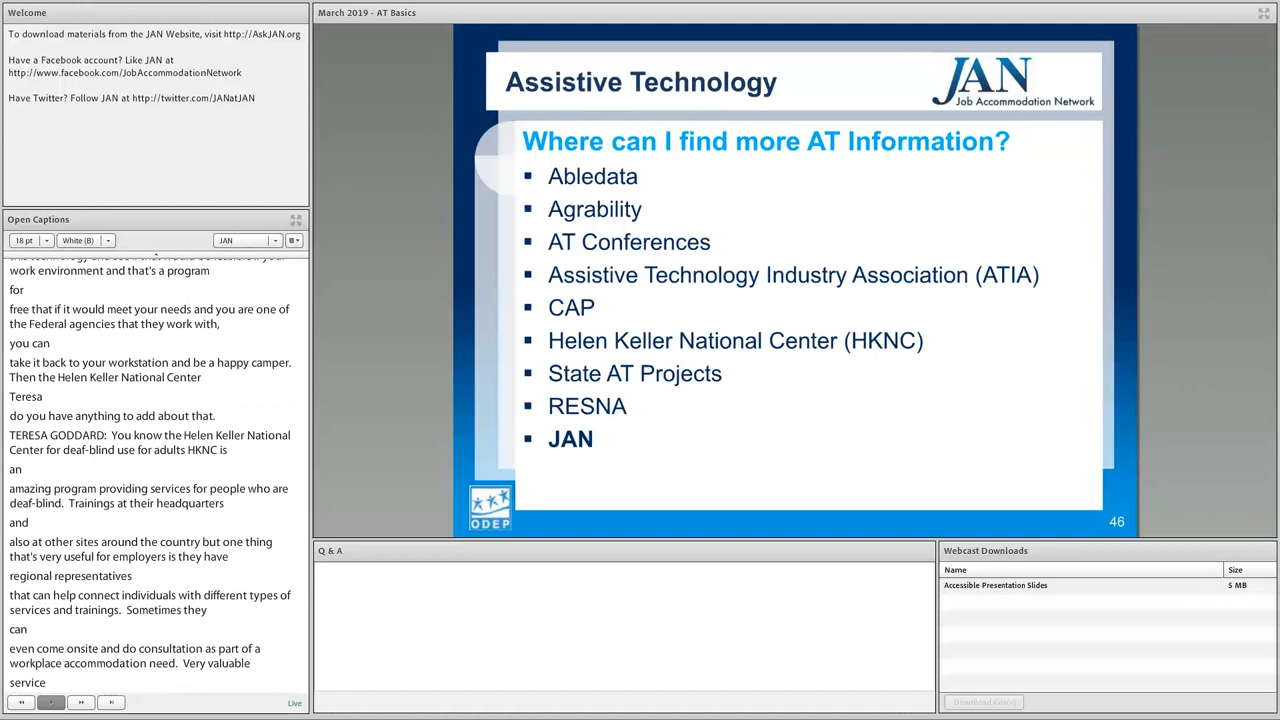 Welcome
To download materials from the JAN Website, visit http://AskJAN.org
Have a Facebook account? Like JAN at
http://www.facebook.com/JobAccommodationNetwork
Have Twitter? Follow JAN at http://twitter.com/JANatJAN
Open Captions
18 pt
White (B)
JAN
work environment and that's a program
for
free that if it would meet your needs and you are one of
the Federal agencies that they work with,
you can
take it back to your workstation and be a happy camper.
Then the Helen Keller National Center
Teresa
do you have anything to add about that.
TERESA GODDARD: You know the Helen Keller National
Center for deaf-blind use for adults HKNC is
an
amazing program providing services for people who are
deaf-blind. Trainings at their headquarters
and
also at other sites around the country but one thing
that's very useful for employers is they have
regional representatives
that can help connect individuals with different types of
services and trainings. Sometimes they
can
even come onsite and do consultation as part of a
workplace accommodation need. Very valuable
service
Live
March 2019 - AT Basics
Assistive Technology
JAN
Job Accommodation Network
Where can I find more AT Information?
▪ Abledata
▪ Agrability
▪ AT Conferences
▪ Assistive Technology Industry Association (ATIA)
▪ CAP
▪ Helen Keller National Center (HKNC)
▪ State AT Projects
▪ RESNA
▪ JAN
ODEP
46
Q & A
Webcast Downloads
Name Size
Accessible Presentation Slides 5 MB
Download File(s)